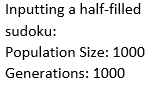 Inputting a half-filled
sudoku:
Population Size: 1000
Generations: 1000